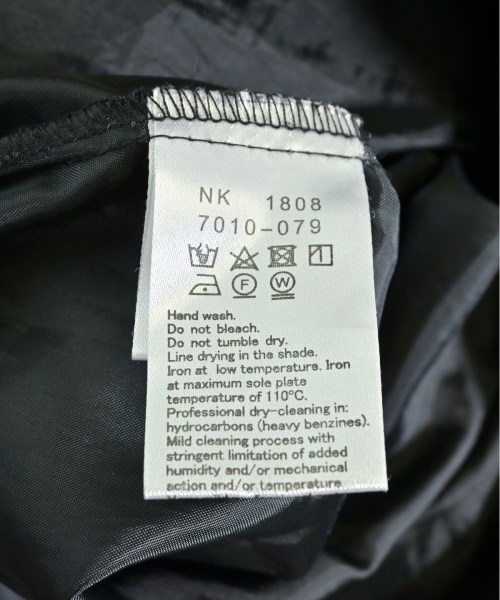 NK 1808
7010-079
F W
Hand wash.
Do not bleach.
Do not tumble dry.
Line drying in the shade.
Iron at low temperature. Iron
at maximum sole plate
temperature of 110°C.
Professional dry-cleaning in:
hydrocarbons (heavy benzines).
Mild cleaning process with
stringent limitation of added
humidity and/or mechanical
action and/or temperature